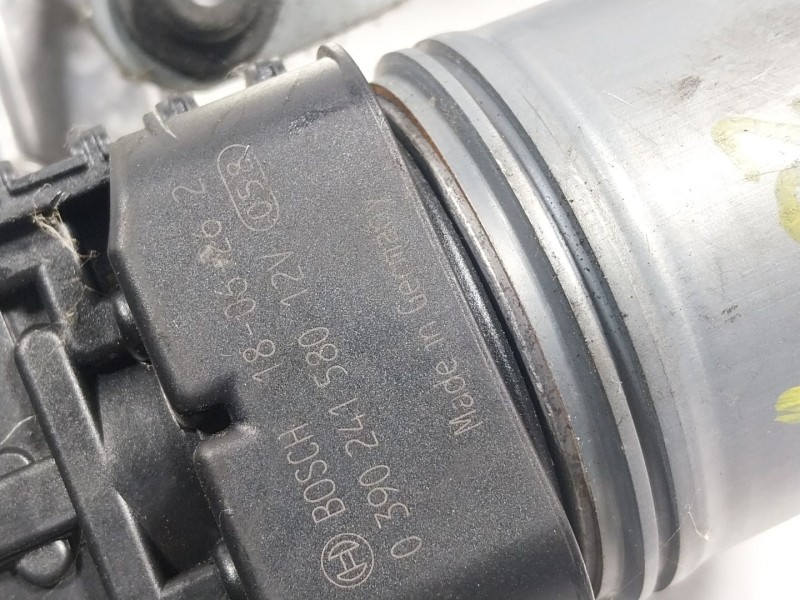 BOSCH
0 390 241 580 12V 058
18-06-26 2
Made in Germany